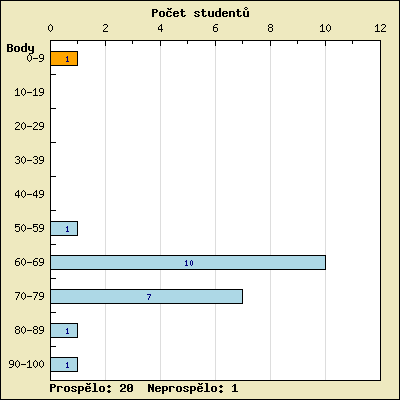 Počet studentů
0 2 4 6 8 10 12
Body
0-9 1
10-19
20-29
30-39
40-49
50-59 1
60-69 10
70-79 7
80-89 1
90-100 1
Prospělo: 20 Neprospělo: 1